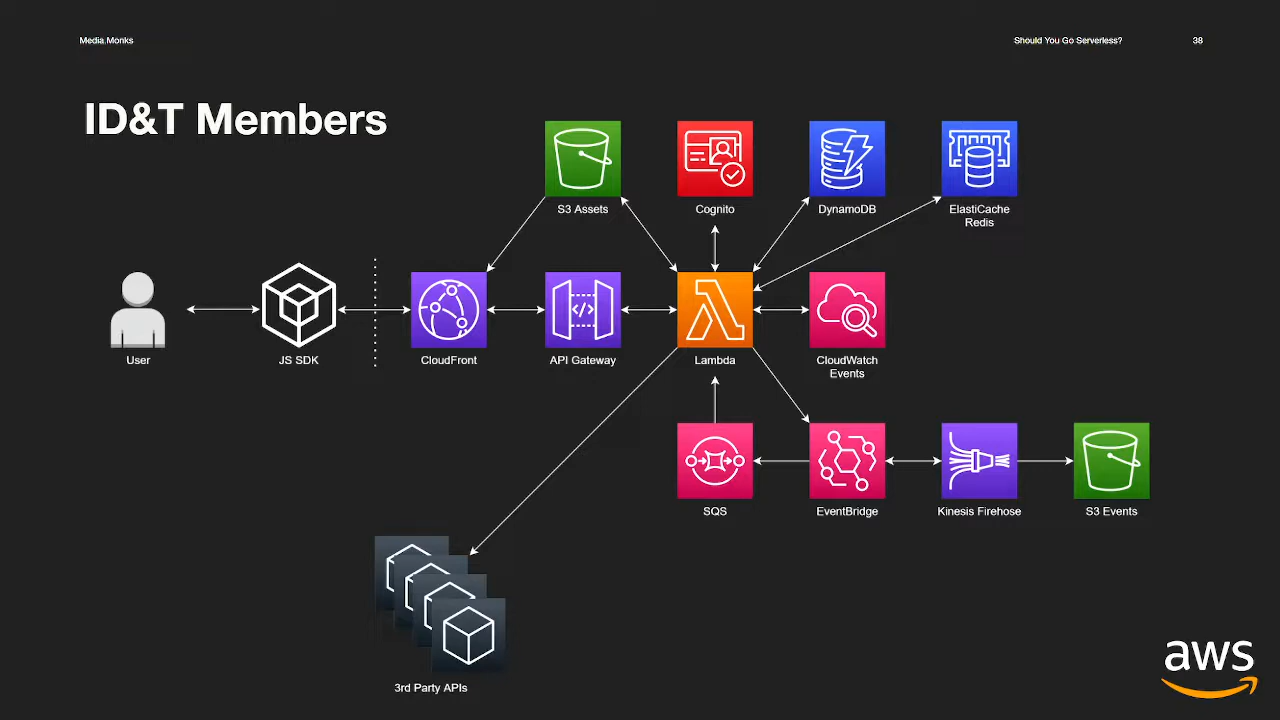 Media.Monks
Should You Go Serverless?
38
ID&T Members
S3 Assets
Cognito
DynamoDB
ElastiCache
Redis
User
JS SDK
CloudFront
API Gateway
Lambda
CloudWatch
Events
SQS
EventBridge
Kinesis Firehose
S3 Events
3rd Party APIs
aws